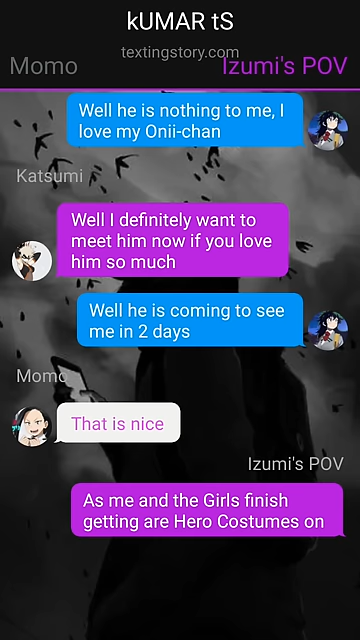 kUMAR tS
textingstory.com
Momo
Izumi's POV
Well he is nothing to me, I
love my Onii-chan
Katsumi
Well I definitely want to
meet him now if you love
him so much
Well he is coming to see
me in 2 days
Momo
That is nice
Izumi's POV
As me and the Girls finish
getting are Hero Costumes on